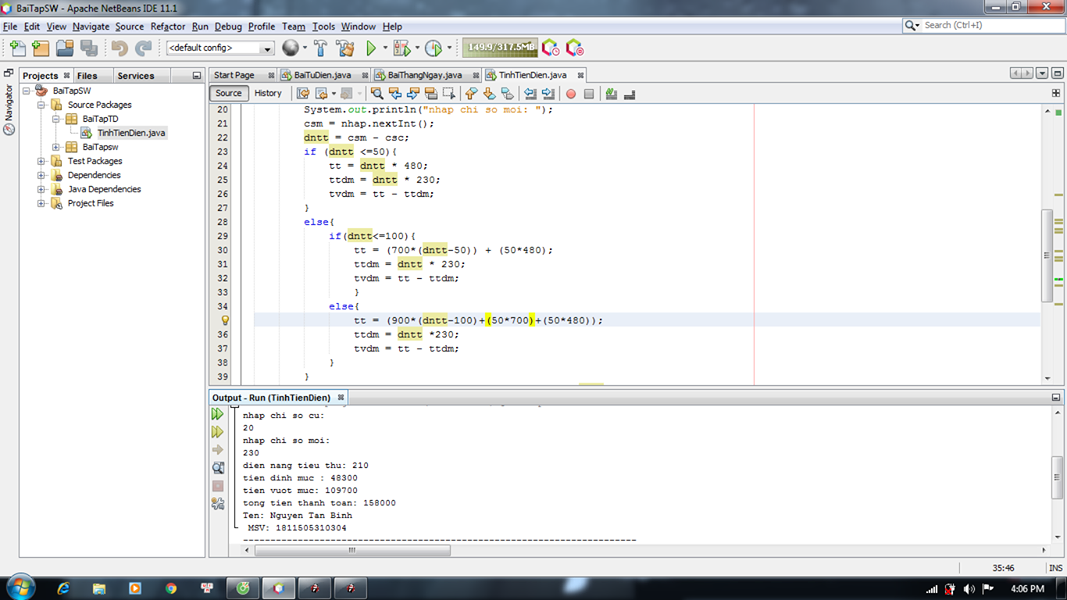 BaiTapSW - Apache NetBeans IDE 11.1
File Edit View Navigate Source Refactor Run Debug Profile Team Tools Window Help
Search (Ctrl+I)
<default config>
149.9/317.5MB
Projects Files Services
Start Page BaiTuDien.java BaiThangNgay.java TinhTienDien.java
Navigator
Source History
BaiTapSW
Source Packages
BaiTapTD
TinhTienDien.java
BaiTapsw
Test Packages
Dependencies
Java Dependencies
Project Files
20 System.out.println("nhap chi so moi: ");
21 csm = nhap.nextInt();
22 dntt = csm - csc;
23 if (dntt <=50){
24 tt = dntt * 480;
25 ttdm = dntt * 230;
26 tvdm = tt - ttdm;
27 }
28 else{
29 if(dntt<=100){
30 tt = (700*(dntt-50)) + (50*480);
31 ttdm = dntt * 230;
32 tvdm = tt - ttdm;
33 }
34 else{
tt = (900*(dntt-100)+(50*700)+(50*480));
36 ttdm = dntt *230;
37 tvdm = tt - ttdm;
38 }
39 }
Output - Run (TinhTienDien)
nhap chi so cu:
20
nhap chi so moi:
230
dien nang tieu thu: 210
tien dinh muc : 48300
tien vuot muc: 109700
tong tien thanh toan: 158000
Ten: Nguyen Tan Binh
MSV: 1811505310304
------------------------------------------------------------------------
35:46 INS
4:06 PM